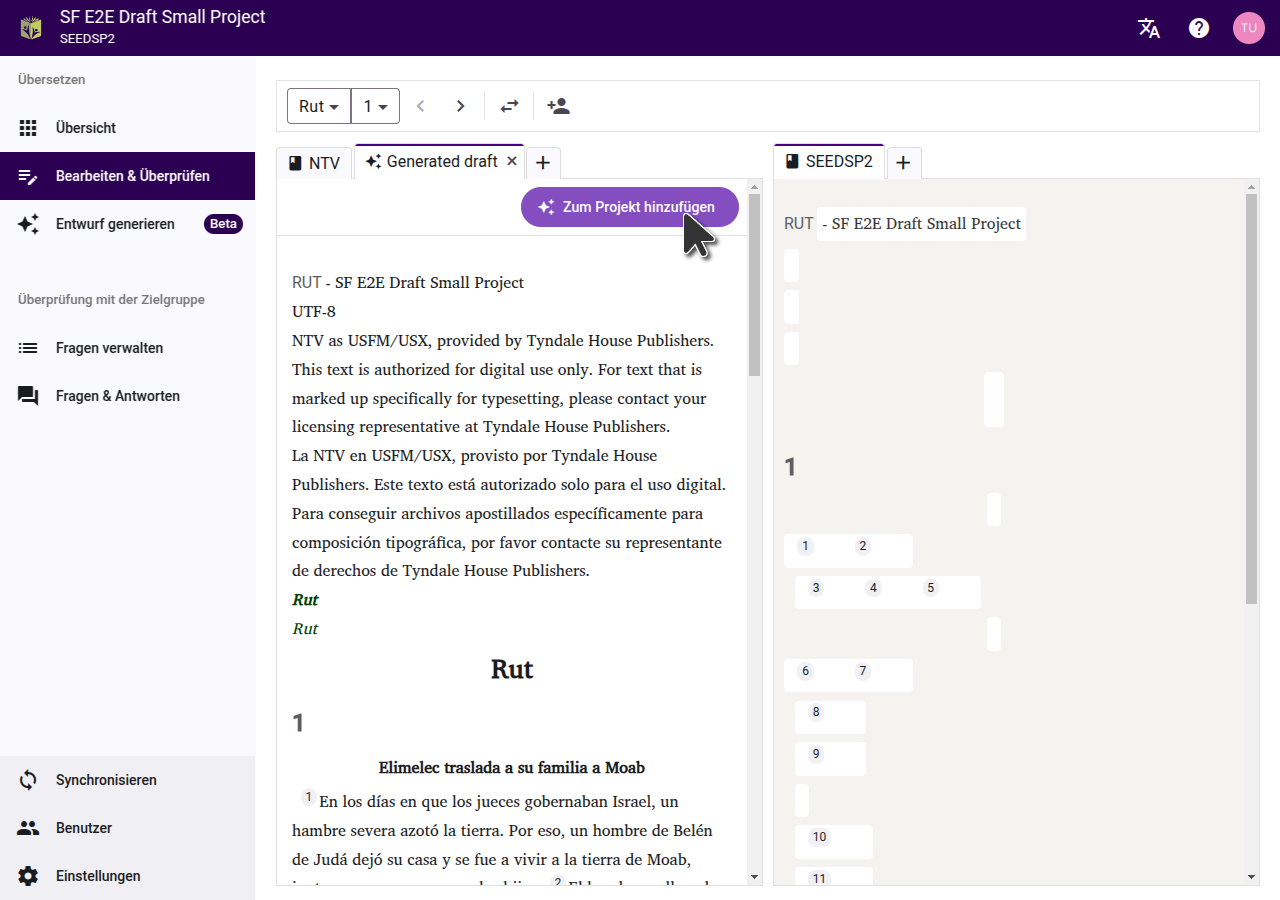 SF E2E Draft Small Project
SEEDSP2
TU
Übersetzen
Übersicht
Bearbeiten & Überprüfen
Entwurf generieren Beta
Überprüfung mit der Zielgruppe
Fragen verwalten
Fragen & Antworten
Synchronisieren
Benutzer
Einstellungen
Rut 1
NTV Generated draft
Zum Projekt hinzufügen
RUT - SF E2E Draft Small Project
UTF-8
NTV as USFM/USX, provided by Tyndale House Publishers.
This text is authorized for digital use only. For text that is
marked up specifically for typesetting, please contact your
licensing representative at Tyndale House Publishers.
La NTV en USFM/USX, provisto por Tyndale House
Publishers. Este texto está autorizado solo para el uso digital.
Para conseguir archivos apostillados específicamente para
composición tipográfica, por favor contacte su representante
de derechos de Tyndale House Publishers.
Rut
Rut
Rut
1
Elimelec traslada a su familia a Moab
1 En los días en que los jueces gobernaban Israel, un
hambre severa azotó la tierra. Por eso, un hombre de Belén
de Judá dejó su casa y se fue a vivir a la tierra de Moab,
2
SEEDSP2
RUT - SF E2E Draft Small Project
1
1 2
3 4 5
6 7
8
9
10
11